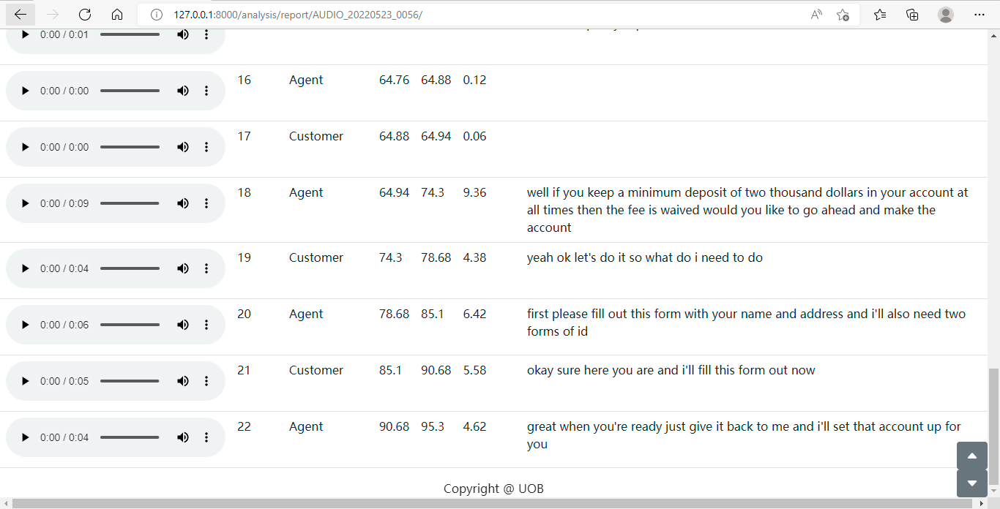 127.0.0.1:8000/analysis/report/AUDIO_20220523_0056/
0:00 / 0:01
0:00 / 0:00 16 Agent 64.76 64.88 0.12
0:00 / 0:00 17 Customer 64.88 64.94 0.06
0:00 / 0:09 18 Agent 64.94 74.3 9.36 well if you keep a minimum deposit of two thousand dollars in your account at
all times then the fee is waived would you like to go ahead and make the
account
0:00 / 0:04 19 Customer 74.3 78.68 4.38 yeah ok let's do it so what do i need to do
0:00 / 0:06 20 Agent 78.68 85.1 6.42 first please fill out this form with your name and address and i'll also need two
forms of id
0:00 / 0:05 21 Customer 85.1 90.68 5.58 okay sure here you are and i'll fill this form out now
0:00 / 0:04 22 Agent 90.68 95.3 4.62 great when you're ready just give it back to me and i'll set that account up for
you
Copyright @ UOB